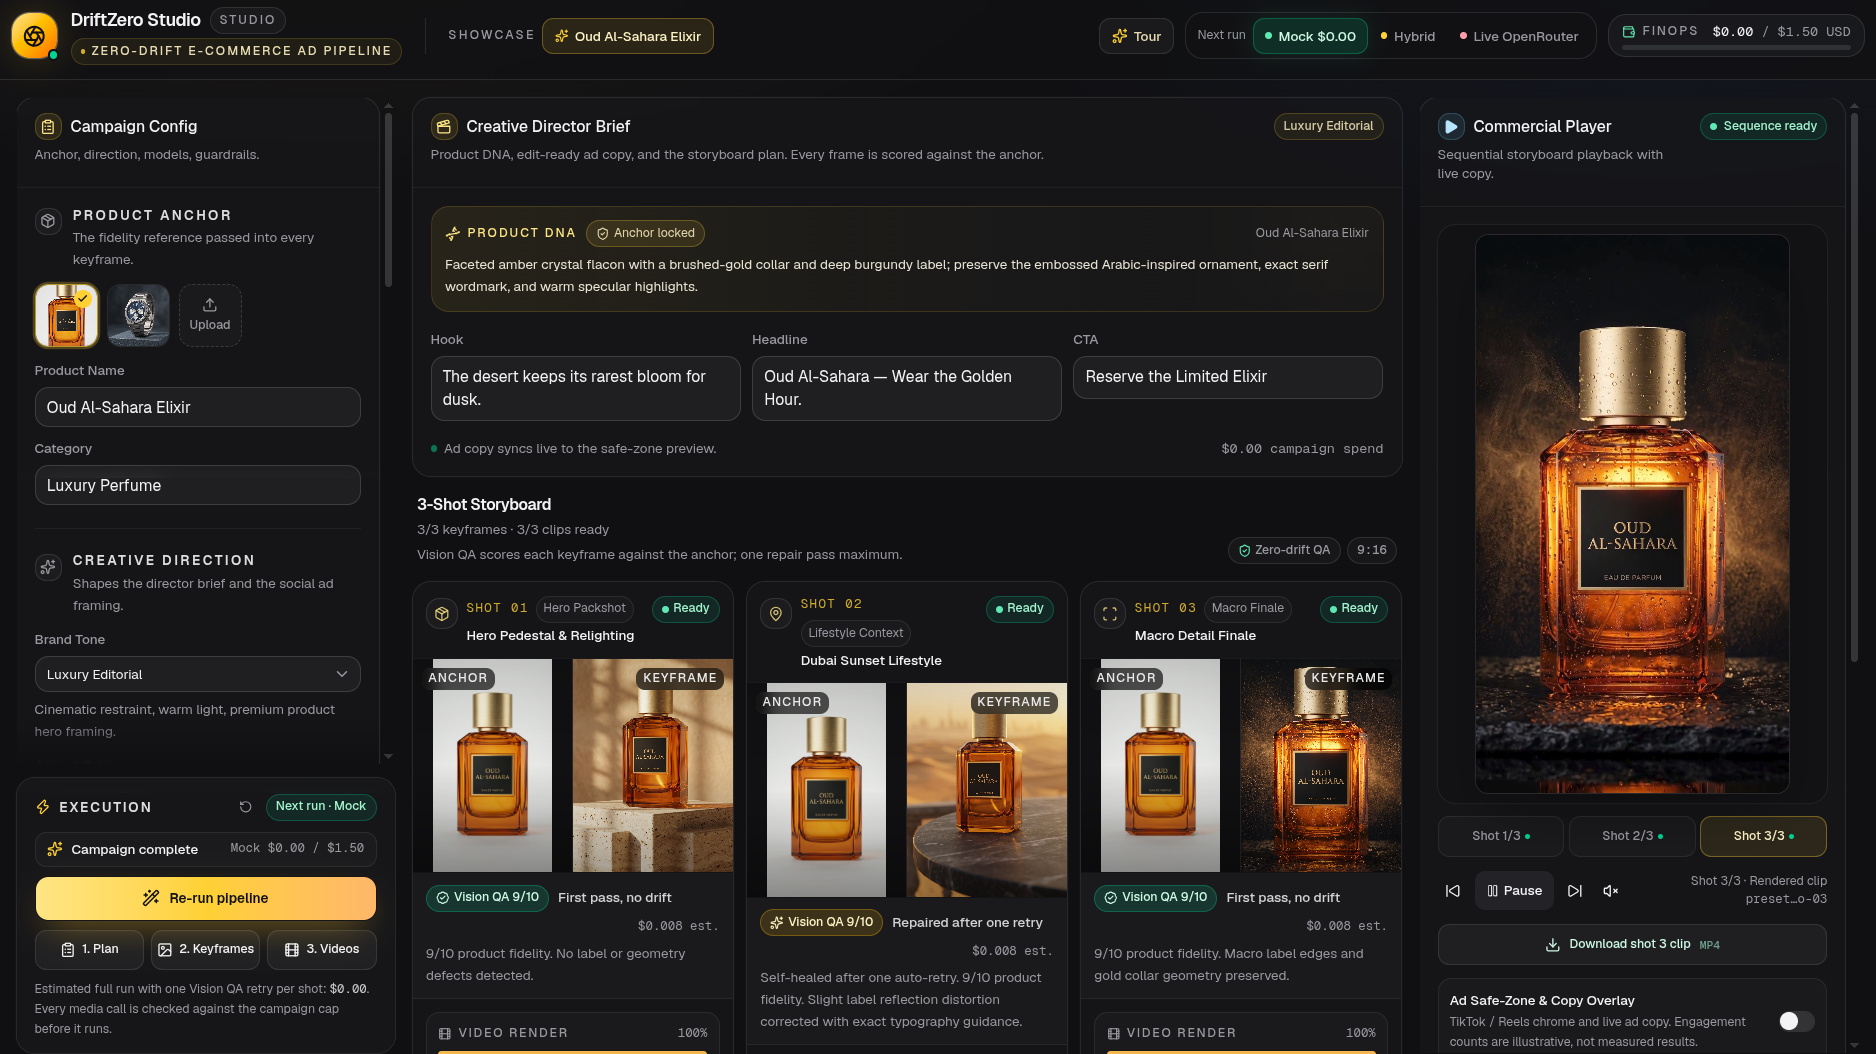 DriftZero Studio STUDIO
ZERO-DRIFT E-COMMERCE AD PIPELINE
SHOWCASE Oud Al-Sahara Elixir
Tour
Next run Mock $0.00 Hybrid Live OpenRouter
FINOPS $0.00 / $1.50 USD
Campaign Config
Anchor, direction, models, guardrails.
PRODUCT ANCHOR
The fidelity reference passed into every
keyframe.
Upload
Product Name
Oud Al-Sahara Elixir
Category
Luxury Perfume
CREATIVE DIRECTION
Shapes the director brief and the social ad
framing.
Brand Tone
Luxury Editorial
Cinematic restraint, warm light, premium product
hero framing.
EXECUTION Next run · Mock
Campaign complete Mock $0.00 / $1.50
Re-run pipeline
1. Plan 2. Keyframes 3. Videos
Estimated full run with one Vision QA retry per shot: $0.00.
Every media call is checked against the campaign cap
before it runs.
Creative Director Brief Luxury Editorial
Product DNA, edit-ready ad copy, and the storyboard plan. Every frame is scored against the anchor.
PRODUCT DNA Anchor locked Oud Al-Sahara Elixir
Faceted amber crystal flacon with a brushed-gold collar and deep burgundy label; preserve the embossed Arabic-inspired ornament, exact serif
wordmark, and warm specular highlights.
Hook Headline CTA
The desert keeps its rarest bloom for
dusk.
Oud Al-Sahara — Wear the Golden
Hour.
Reserve the Limited Elixir
Ad copy syncs live to the safe-zone preview. $0.00 campaign spend
3-Shot Storyboard
3/3 keyframes · 3/3 clips ready
Vision QA scores each keyframe against the anchor; one repair pass maximum. Zero-drift QA 9:16
SHOT 01 Hero Packshot Ready
Hero Pedestal & Relighting
ANCHOR KEYFRAME
OUD
AL-SAHARA
OUD
AL-SAHARA
Vision QA 9/10 First pass, no drift
$0.008 est.
9/10 product fidelity. No label or geometry
defects detected.
VIDEO RENDER 100%
SHOT 02 Ready
Lifestyle Context
Dubai Sunset Lifestyle
ANCHOR KEYFRAME
OUD
AL-SAHARA
OUD
AL-SAHARA
Vision QA 9/10 Repaired after one retry
$0.008 est.
Self-healed after one auto-retry. 9/10 product
fidelity. Slight label reflection distortion
corrected with exact typography guidance.
SHOT 03 Macro Finale Ready
Macro Detail Finale
ANCHOR KEYFRAME
OUD
AL-SAHARA
OUD
AL-SAHARA
Vision QA 9/10 First pass, no drift
$0.008 est.
9/10 product fidelity. Macro label edges and
gold collar geometry preserved.
VIDEO RENDER 100%
Commercial Player Sequence ready
Sequential storyboard playback with
live copy.
OUD
AL-SAHARA
EAU DE PARFUM
Shot 1/3 Shot 2/3 Shot 3/3
Pause
Shot 3/3 · Rendered clip
preset…o-03
Download shot 3 clip MP4
Ad Safe-Zone & Copy Overlay
TikTok / Reels chrome and live ad copy. Engagement
counts are illustrative, not measured results.